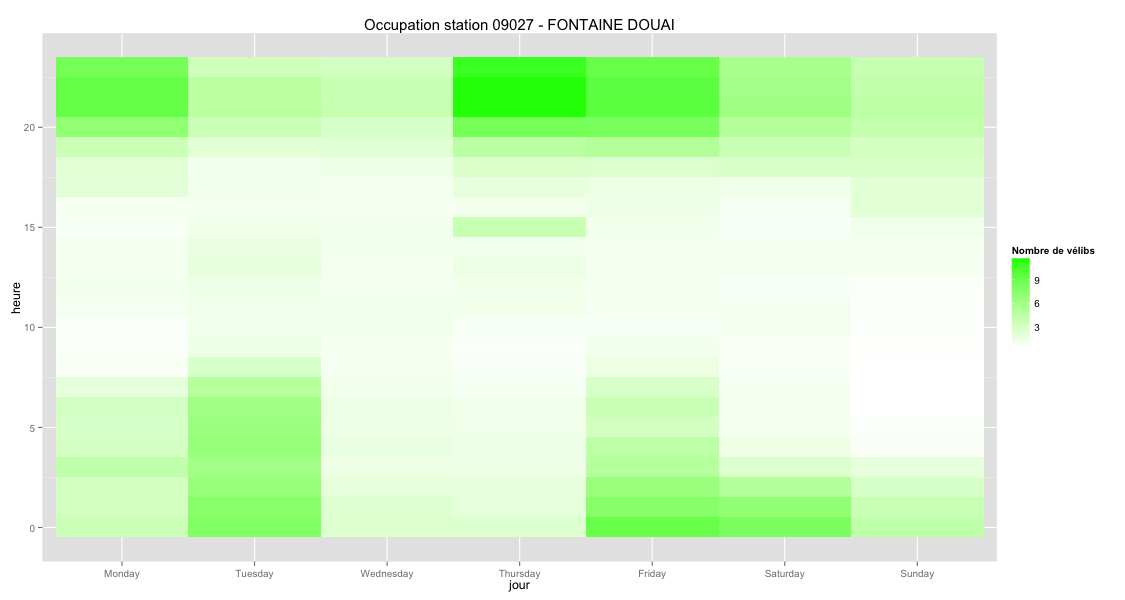 Occupation station 09027 - FONTAINE DOUAI
20
15
10
5
0
heure
Monday Tuesday Wednesday Thursday Friday Saturday Sunday
jour
Nombre de vélibs
9
6
3